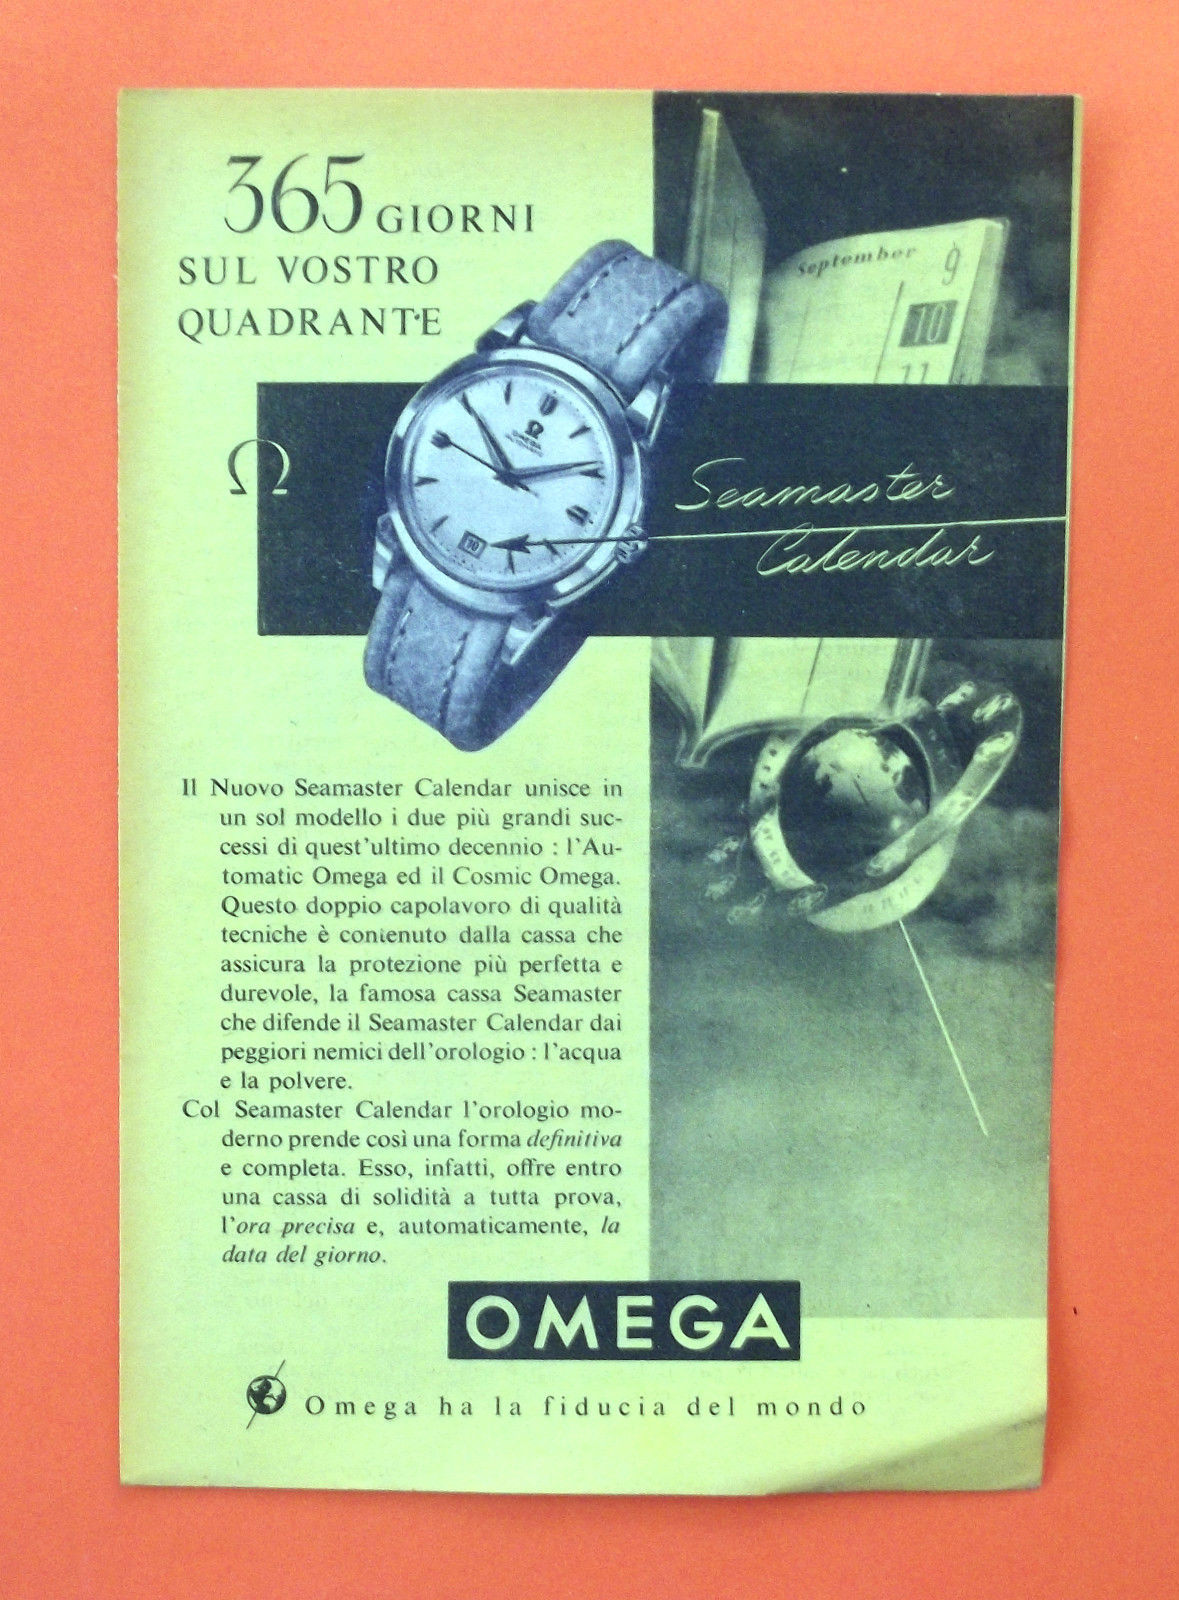 365 GIORNI
SUL VOSTRO
QUADRANTE
September
9
10
11
Ω
Ω
OMEGA
AUTOMATIC
10
Seamaster
Calendar
Il Nuovo Seamaster Calendar unisce in
un sol modello i due più grandi suc-
cessi di quest'ultimo decennio : l'Au-
tomatic Omega ed il Cosmic Omega.
Questo doppio capolavoro di qualità
tecniche è contenuto dalla cassa che
assicura la protezione più perfetta e
durevole, la famosa cassa Seamaster
che difende il Seamaster Calendar dai
peggiori nemici dell'orologio : l'acqua
e la polvere.
Col Seamaster Calendar l'orologio mo-
derno prende così una forma definitiva
e completa. Esso, infatti, offre entro
una cassa di solidità a tutta prova,
l'ora precisa e, automaticamente, la
data del giorno.
OMEGA
Omega ha la fiducia del mondo